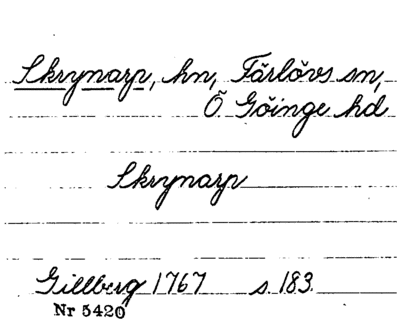 Skrynarp, hn, Färlövs sn,
Ö Göinge hd
Skrynarp
Gillberg 1767 s. 183.
Nr 5420